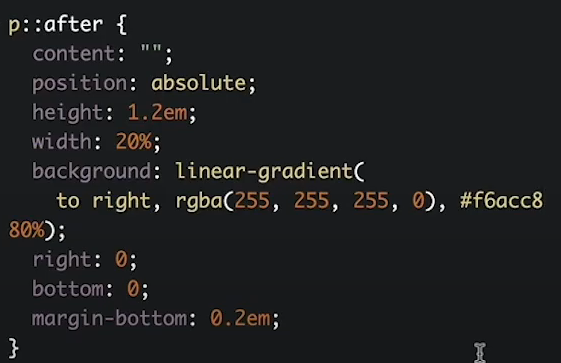 p::after {
content: "";
position: absolute;
height: 1.2em;
width: 20%;
background: linear-gradient(
to right, rgba(255, 255, 255, 0), #f6acc8
80%);
right: 0;
bottom: 0;
margin-bottom: 0.2em;
}